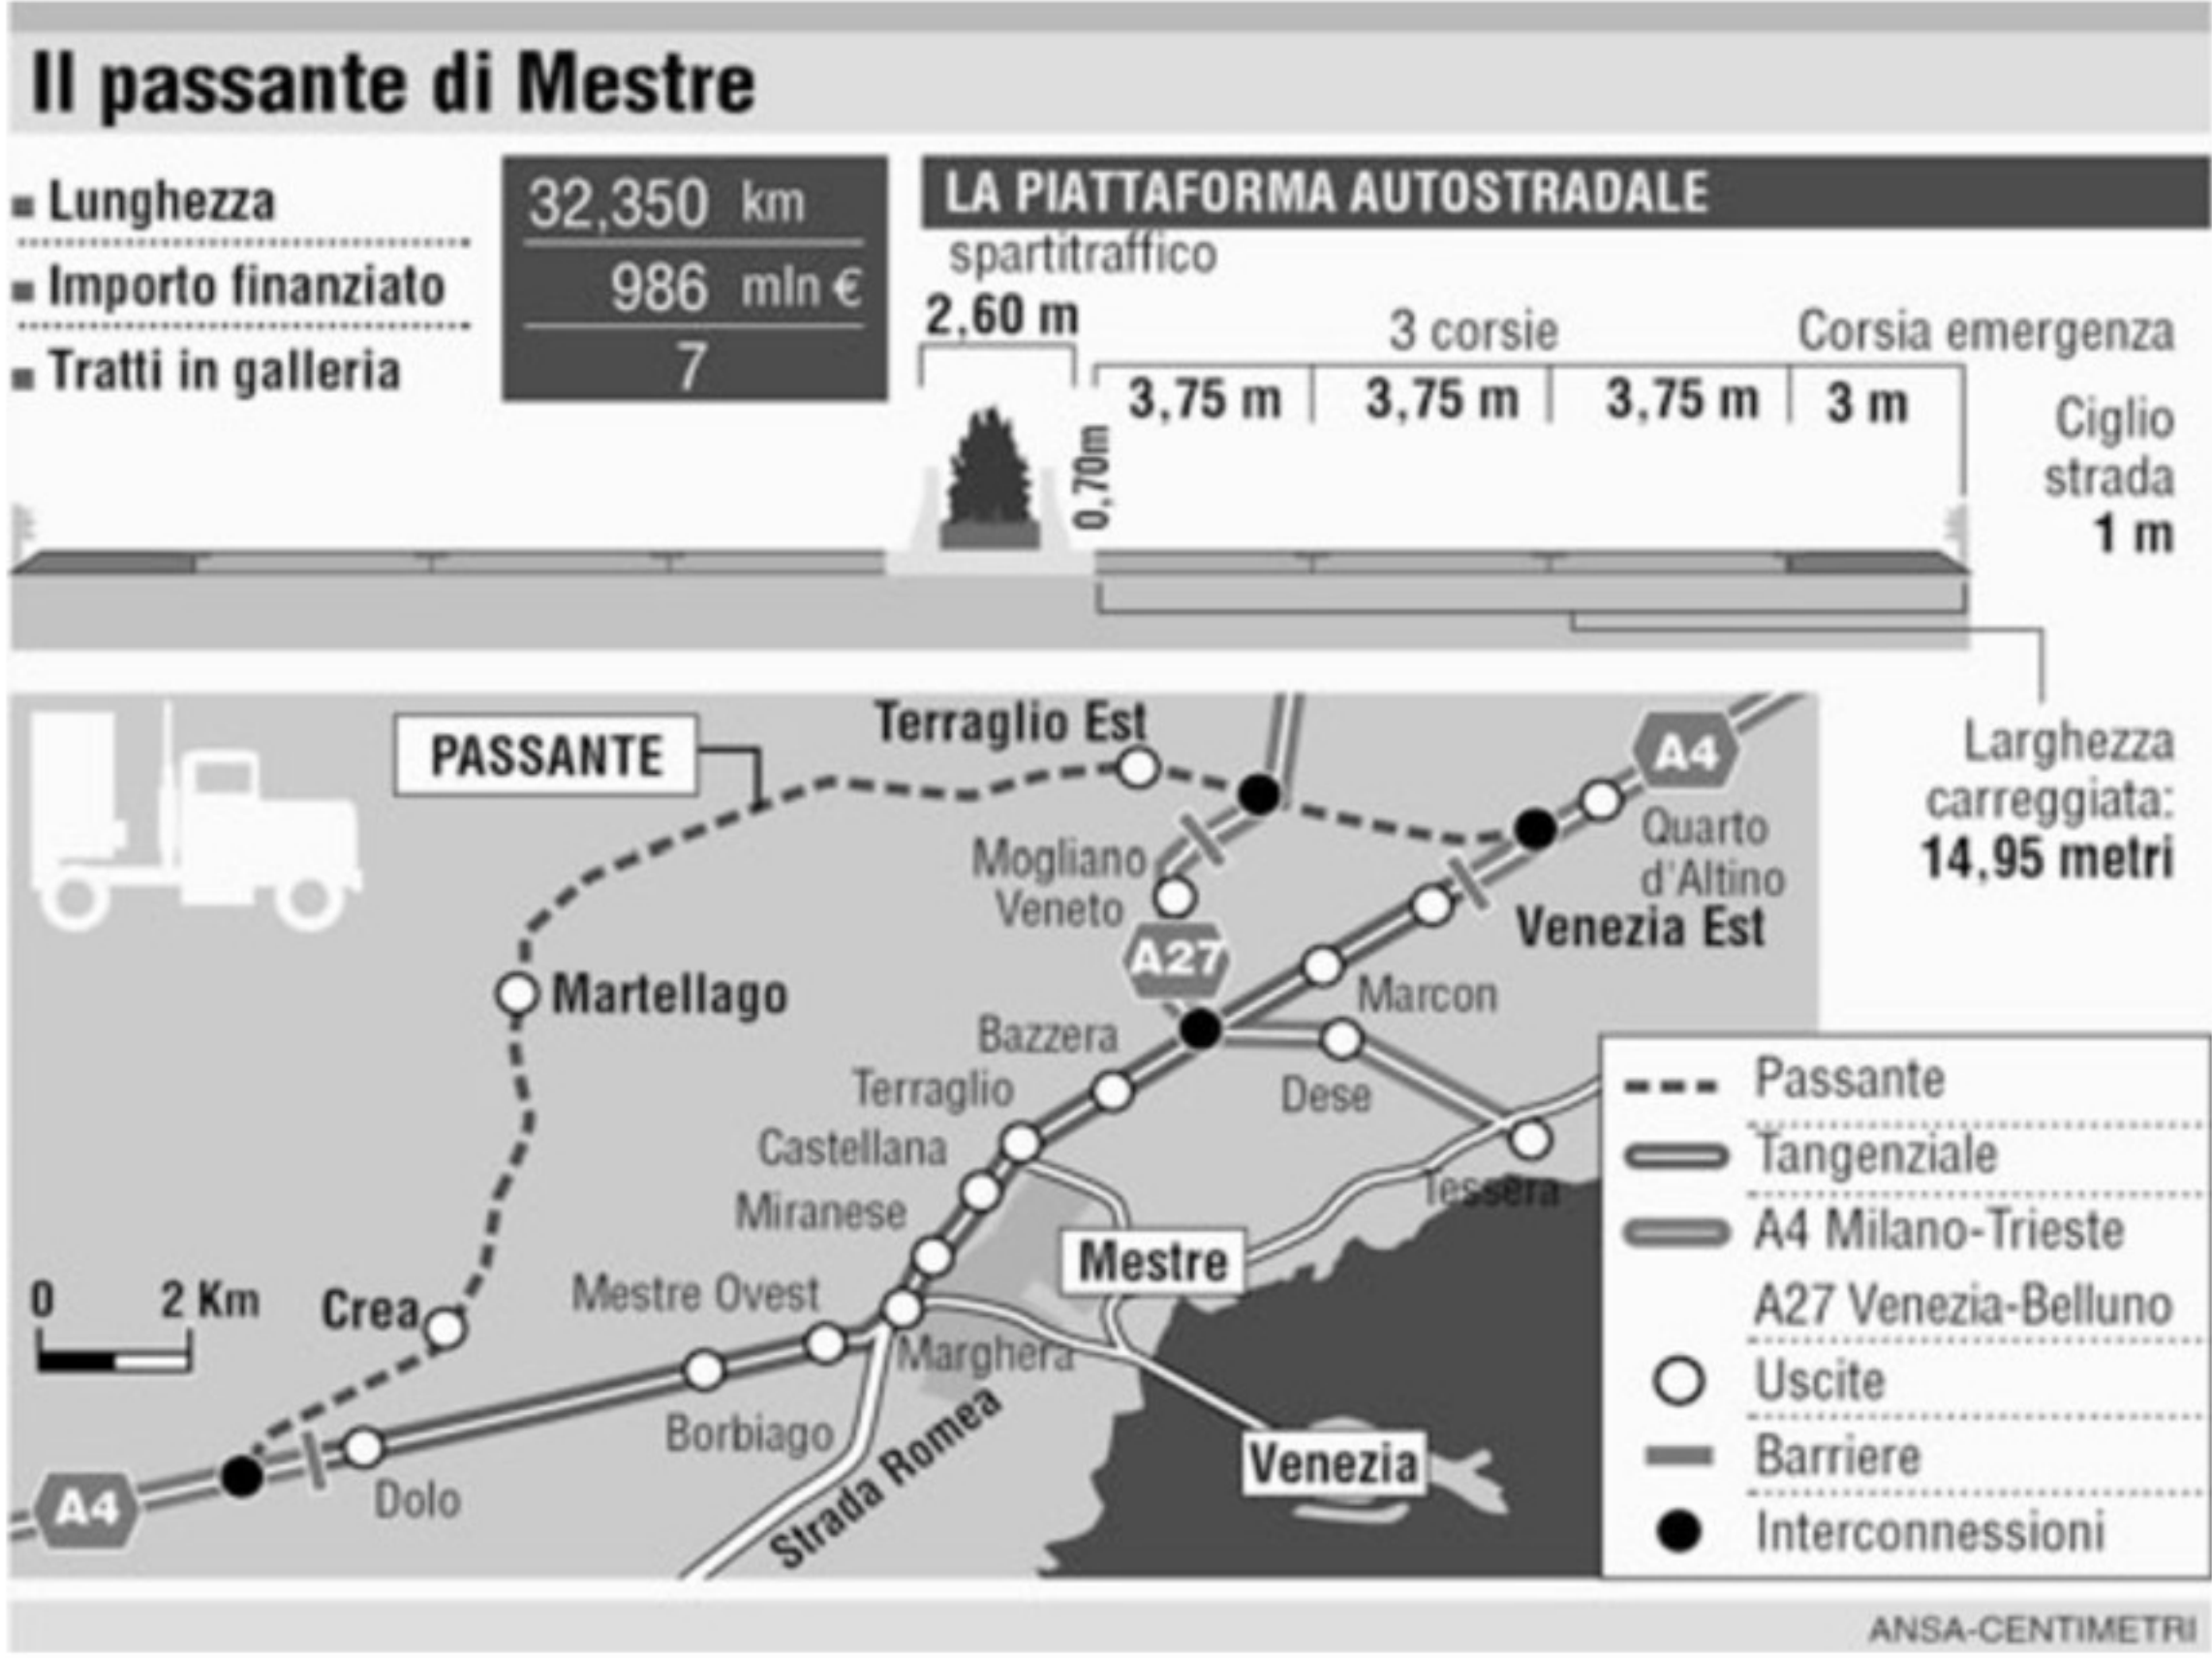 Il passante di Mestre
Lunghezza 32,350 km
Importo finanziato 986 mln €
Tratti in galleria 7
LA PIATTAFORMA AUTOSTRADALE
spartitraffico
2,60 m
3 corsie
Corsia emergenza
3,75 m
3,75 m
3,75 m
3 m
0,70m
Ciglio
strada
1 m
Larghezza
carreggiata:
14,95 metri
PASSANTE
Terraglio Est
A4
Quarto
d'Altino
Mogliano
Veneto
Venezia Est
A27
Martellago
Marcon
Bazzera
Dese
Terraglio
Castellana
Tessera
Miranese
Mestre
Mestre Ovest
0 2 Km
Crea
Marghera
Borbiago
Strada Romea
Venezia
Dolo
A4
Passante
Tangenziale
A4 Milano-Trieste
A27 Venezia-Belluno
Uscite
Barriere
Interconnessioni
ANSA-CENTIMETRI